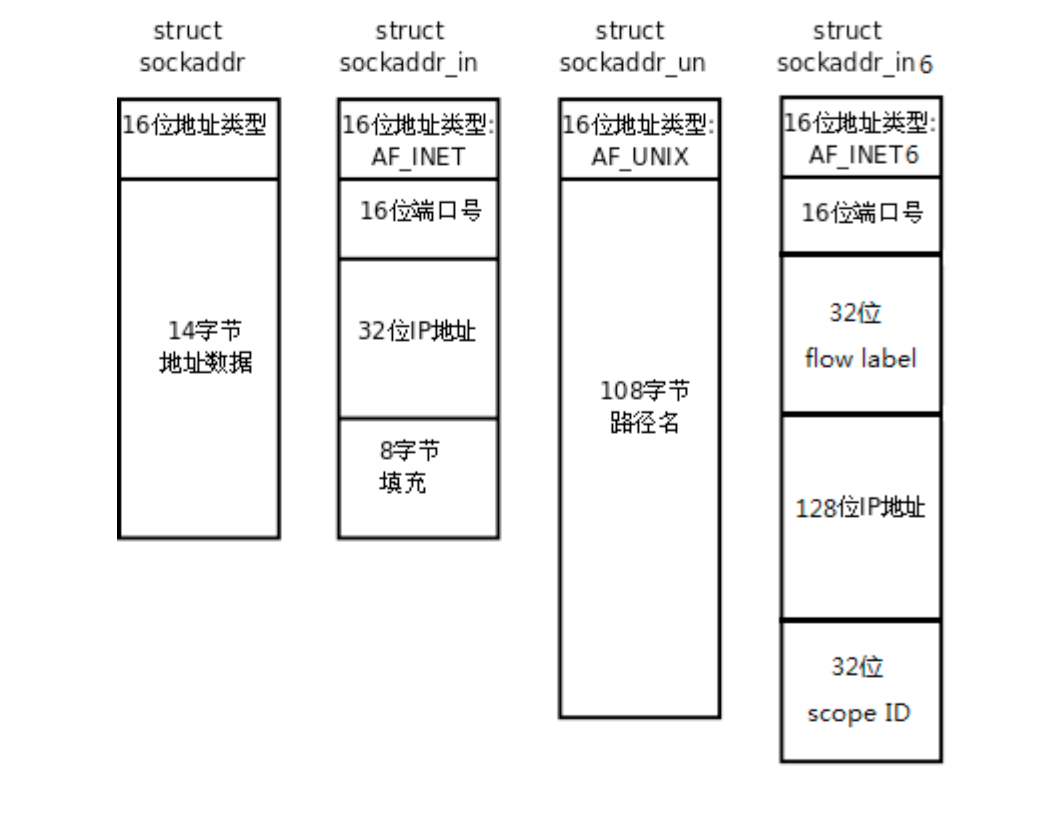 struct
sockaddr
16位地址类型
14字节
地址数据
struct
sockaddr_in
16位地址类型:
AF_INET
16位端口号
32位IP地址
8字节
填充
struct
sockaddr_un
16位地址类型:
AF_UNIX
108字节
路径名
struct
sockaddr_in6
16位地址类型:
AF_INET6
16位端口号
32位
flow label
128位IP地址
32位
scope ID